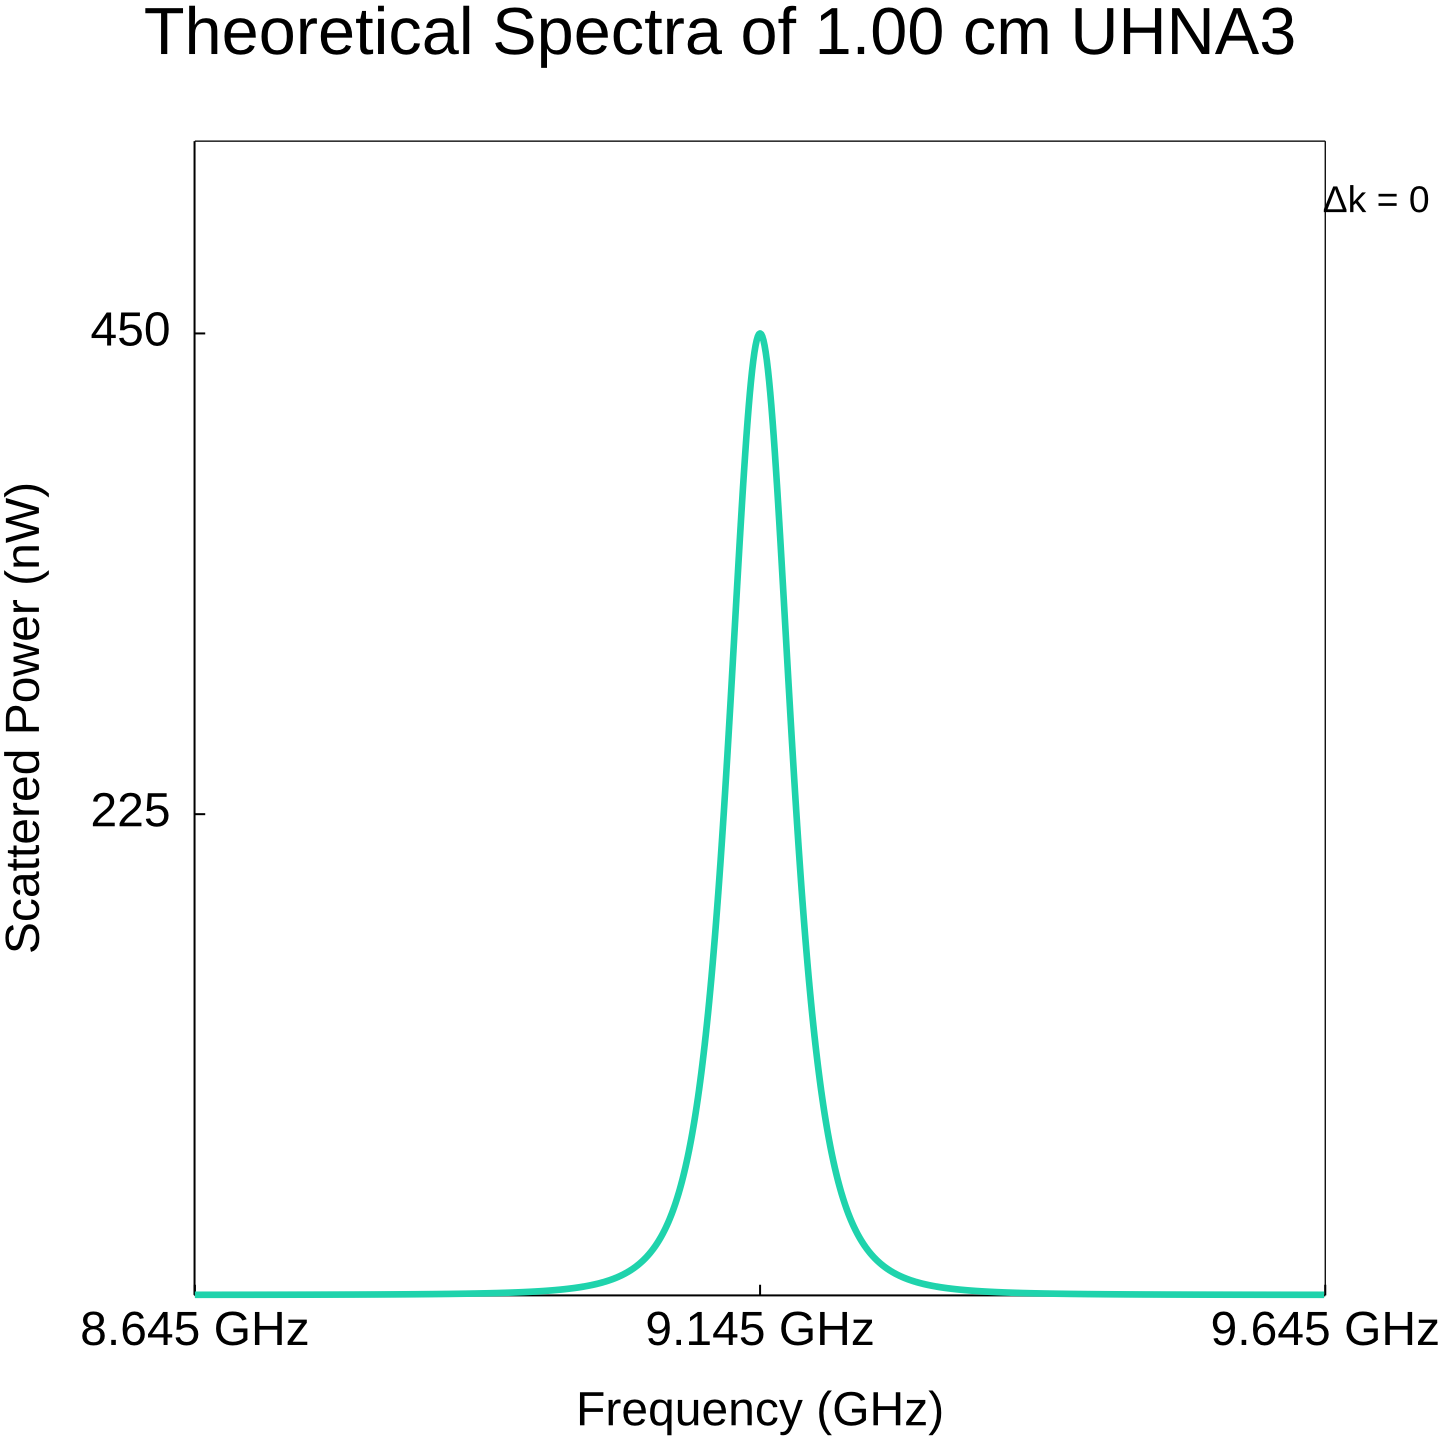 Theoretical Spectra of 1.00 cm UHNA3
Δk = 0
450
225
Scattered Power (nW)
8.645 GHz
9.145 GHz
9.645 GHz
Frequency (GHz)